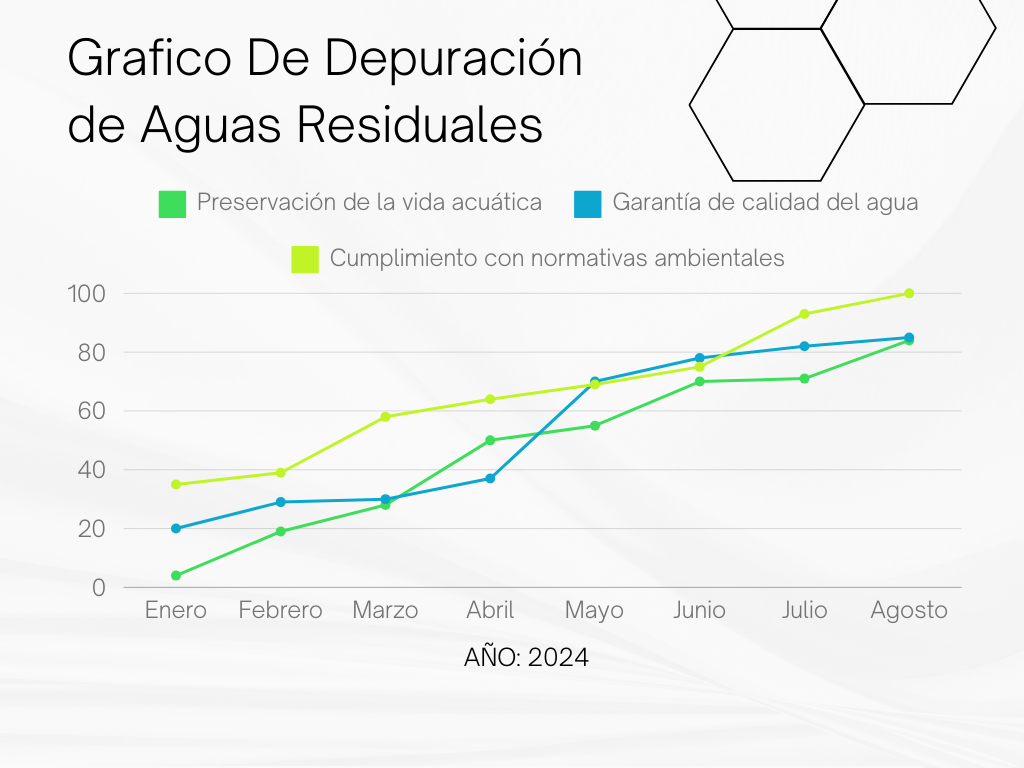 Grafico De Depuración
de Aguas Residuales
Preservación de la vida acuática
Garantía de calidad del agua
Cumplimiento con normativas ambientales
100
80
60
40
20
0
Enero Febrero Marzo Abril Mayo Junio Julio Agosto
AÑO: 2024